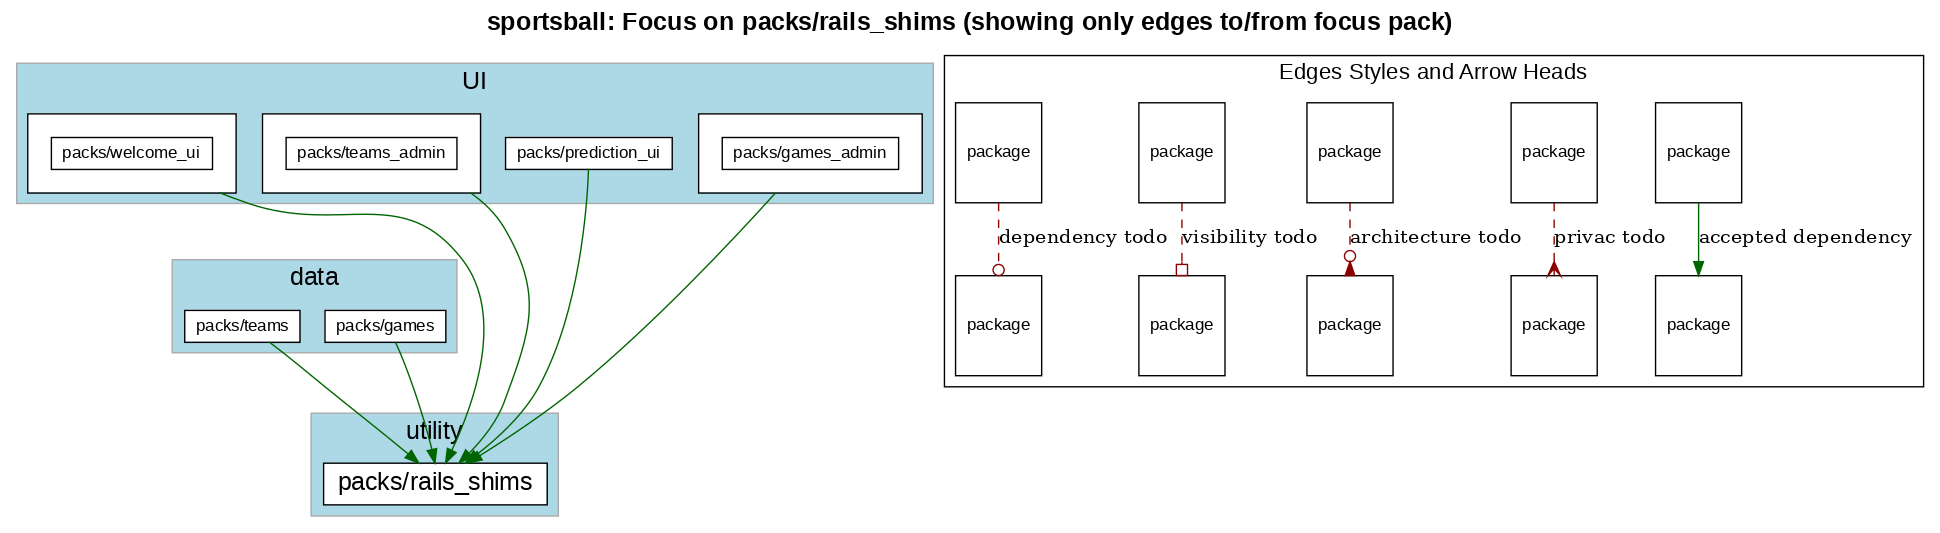 sportsball: Focus on packs/rails_shims (showing only edges to/from focus pack)
UI
packs/welcome_ui
packs/teams_admin
packs/prediction_ui
packs/games_admin
data
packs/teams
packs/games
utility
packs/rails_shims
Edges Styles and Arrow Heads
package
package
package
package
package
dependency todo
visibility todo
architecture todo
privac todo
accepted dependency
package
package
package
package
package